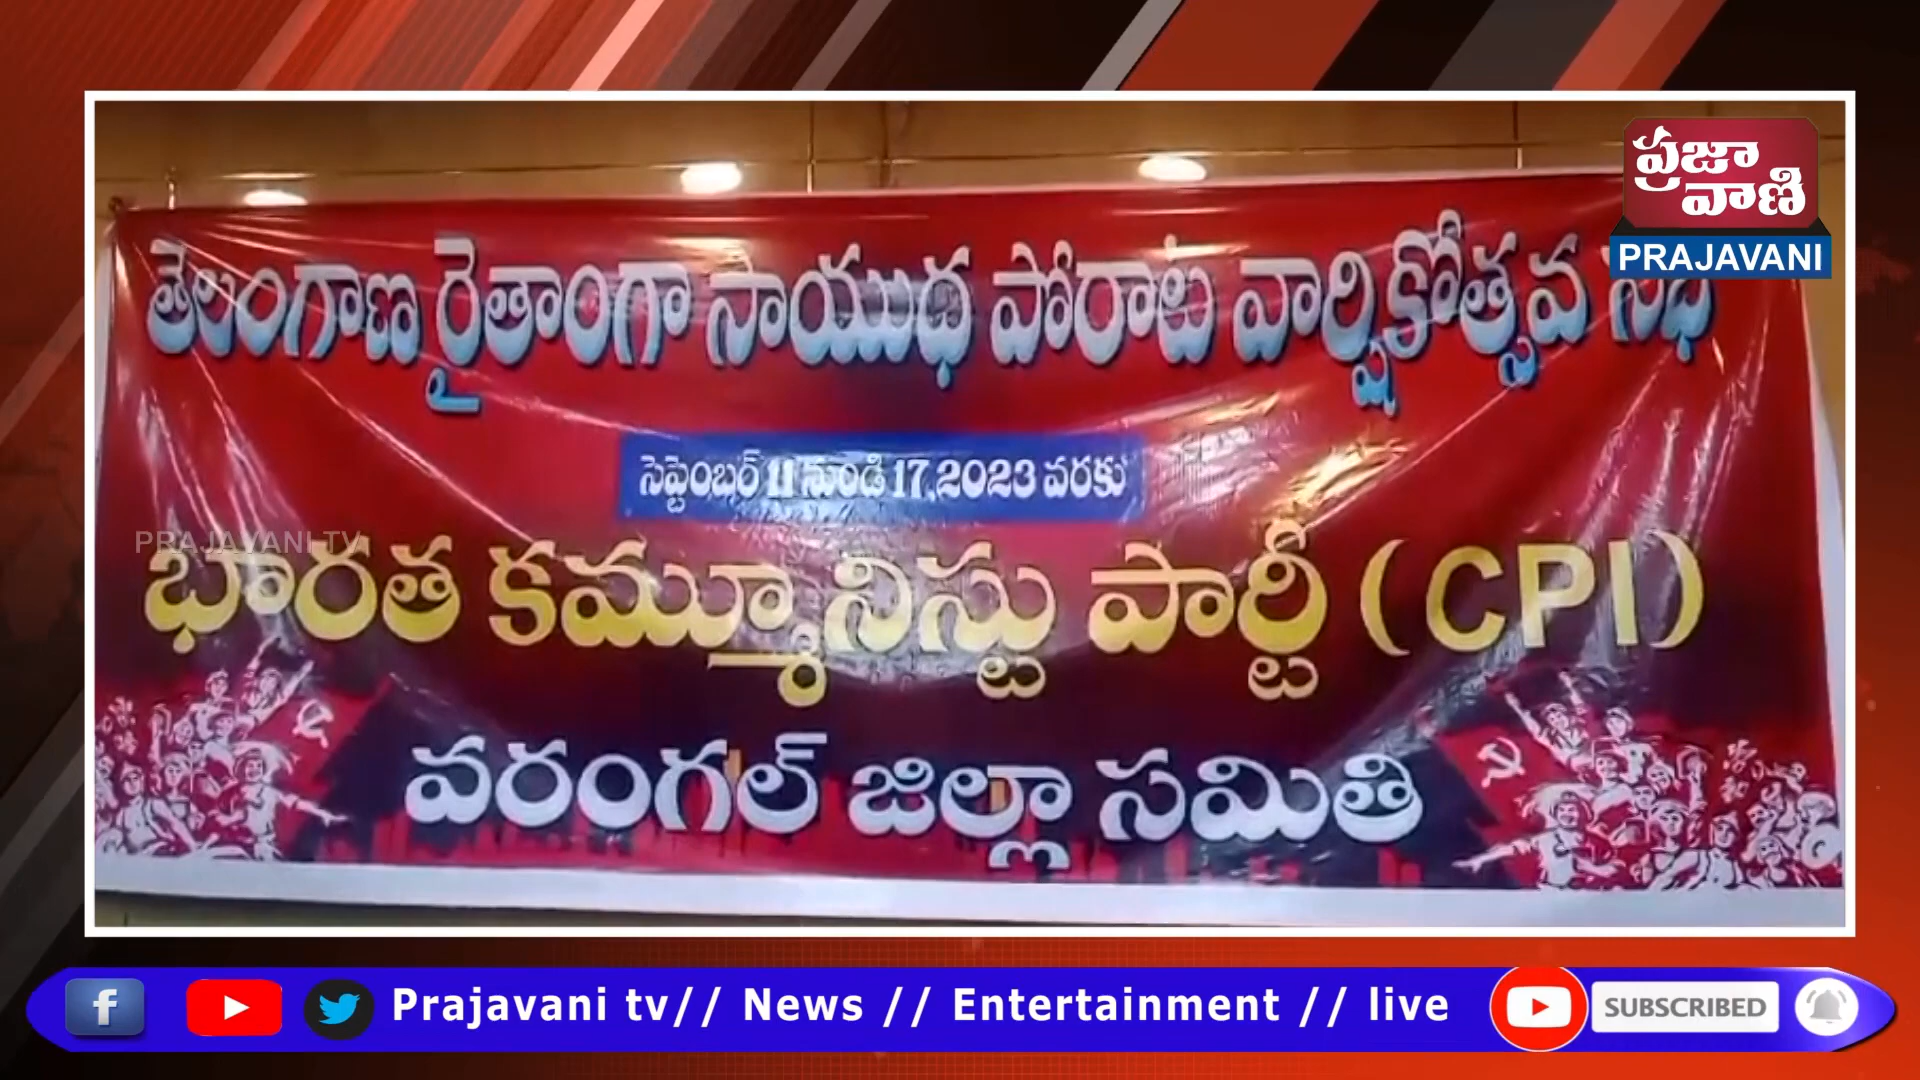 ప్రజా
వాణి
PRAJAVANI
తెలంగాణ రైతాంగా సాయుధ పోరాట వార్షికోత్సవ సభ
సెప్టెంబర్ 11 నుండి 17,2023 వరకు
PRAJAVANI TV
భారత కమ్మూనిస్టు పార్టీ (CPI)
వరంగల్ జిల్లా సమితి
Prajavani tv// News // Entertainment // live
SUBSCRIBED